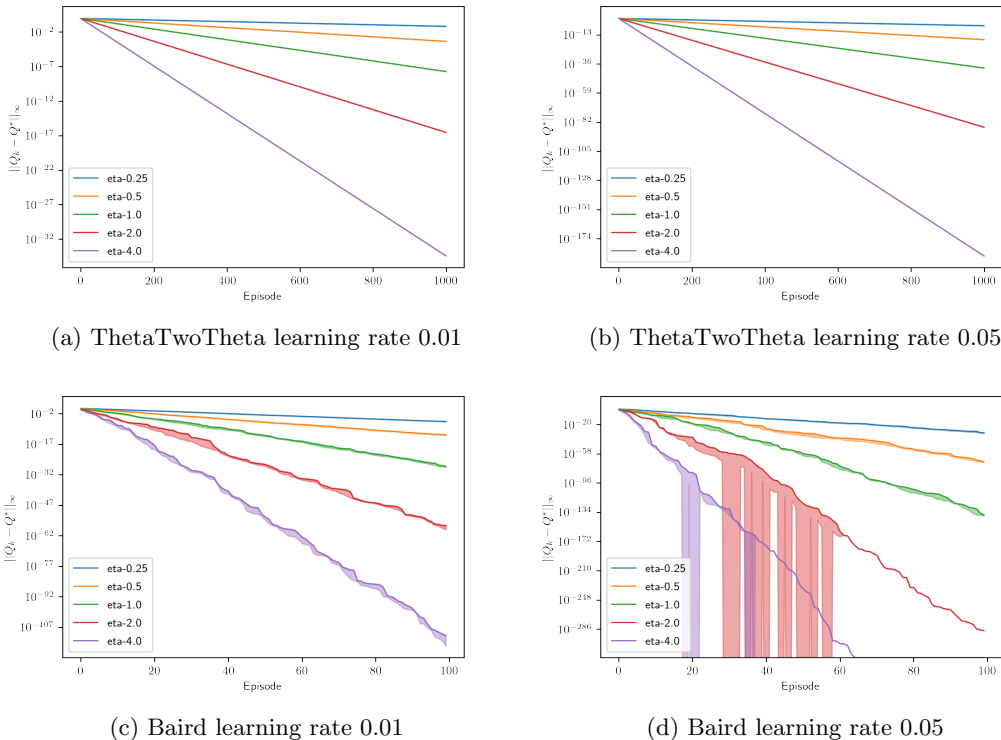 10^{-2}
10^{-7}
10^{-12}
10^{-17}
10^{-22}
10^{-27}
10^{-32}
||Q_k − Q*||_∞
eta-0.25
eta-0.5
eta-1.0
eta-2.0
eta-4.0
0 200 400 600 800 1000
Episode
(a) ThetaTwoTheta learning rate 0.01
10^{-13}
10^{-36}
10^{-59}
10^{-82}
10^{-105}
10^{-128}
10^{-151}
10^{-174}
||Q_k − Q*||_∞
eta-0.25
eta-0.5
eta-1.0
eta-2.0
eta-4.0
0 200 400 600 800 1000
Episode
(b) ThetaTwoTheta learning rate 0.05
10^{-2}
10^{-17}
10^{-32}
10^{-47}
10^{-62}
10^{-77}
10^{-92}
10^{-107}
||Q_k − Q*||_∞
eta-0.25
eta-0.5
eta-1.0
eta-2.0
eta-4.0
0 20 40 60 80 100
Episode
(c) Baird learning rate 0.01
10^{-20}
10^{-58}
10^{-96}
10^{-134}
10^{-172}
10^{-210}
10^{-248}
10^{-286}
||Q_k − Q*||_∞
eta-0.25
eta-0.5
eta-1.0
eta-2.0
eta-4.0
0 20 40 60 80 100
Episode
(d) Baird learning rate 0.05